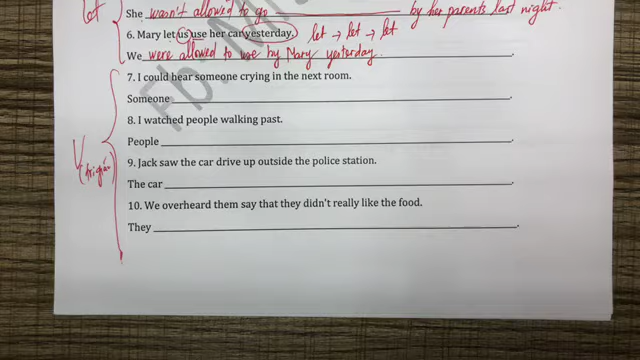 let She wasn't allowed to go by her parents last night.
6. Mary let us use her car yesterday. let → let → let
We were allowed to use by Mary yesterday.
7. I could hear someone crying in the next room.
Someone
8. I watched people walking past.
People
9. Jack saw the car drive up outside the police station.
The car
10. We overheard them say that they didn't really like the food.
They